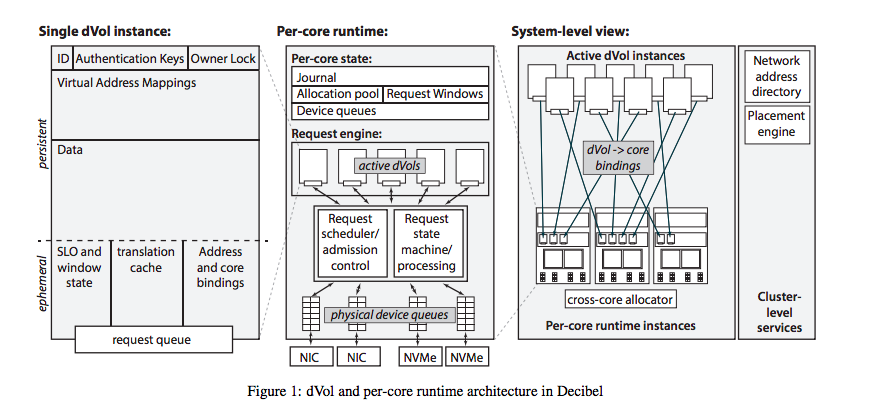 Single dVol instance:
ID
Authentication Keys
Owner Lock
Virtual Address Mappings
persistent
Data
ephemeral
SLO and
window
state
translation
cache
Address
and core
bindings
request queue
Per-core runtime:
Per-core state:
Journal
Allocation pool
Request Windows
Device queues
Request engine:
active dVols
Request
scheduler/
admission
control
Request
state
machine/
processing
physical device queues
NIC
NIC
NVMe
NVMe
System-level view:
Active dVol instances
dVol -> core
bindings
cross-core allocator
Per-core runtime instances
Network
address
directory
Placement
engine
Cluster-
level
services
Figure 1: dVol and per-core runtime architecture in Decibel